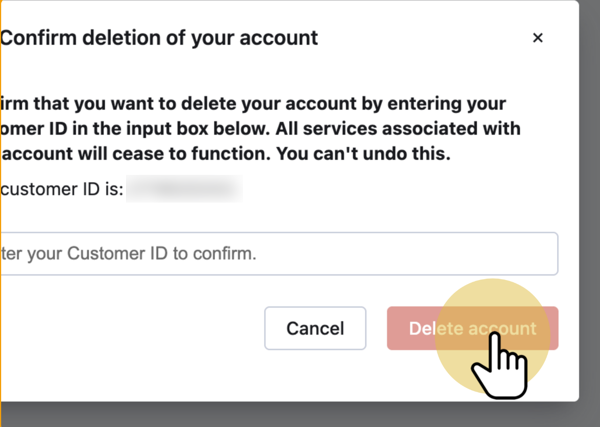 Confirm deletion of your account
irm that you want to delete your account by entering your
omer ID in the input box below. All services associated with
account will cease to function. You can't undo this.
customer ID is:
ter your Customer ID to confirm.
Cancel
Delete account